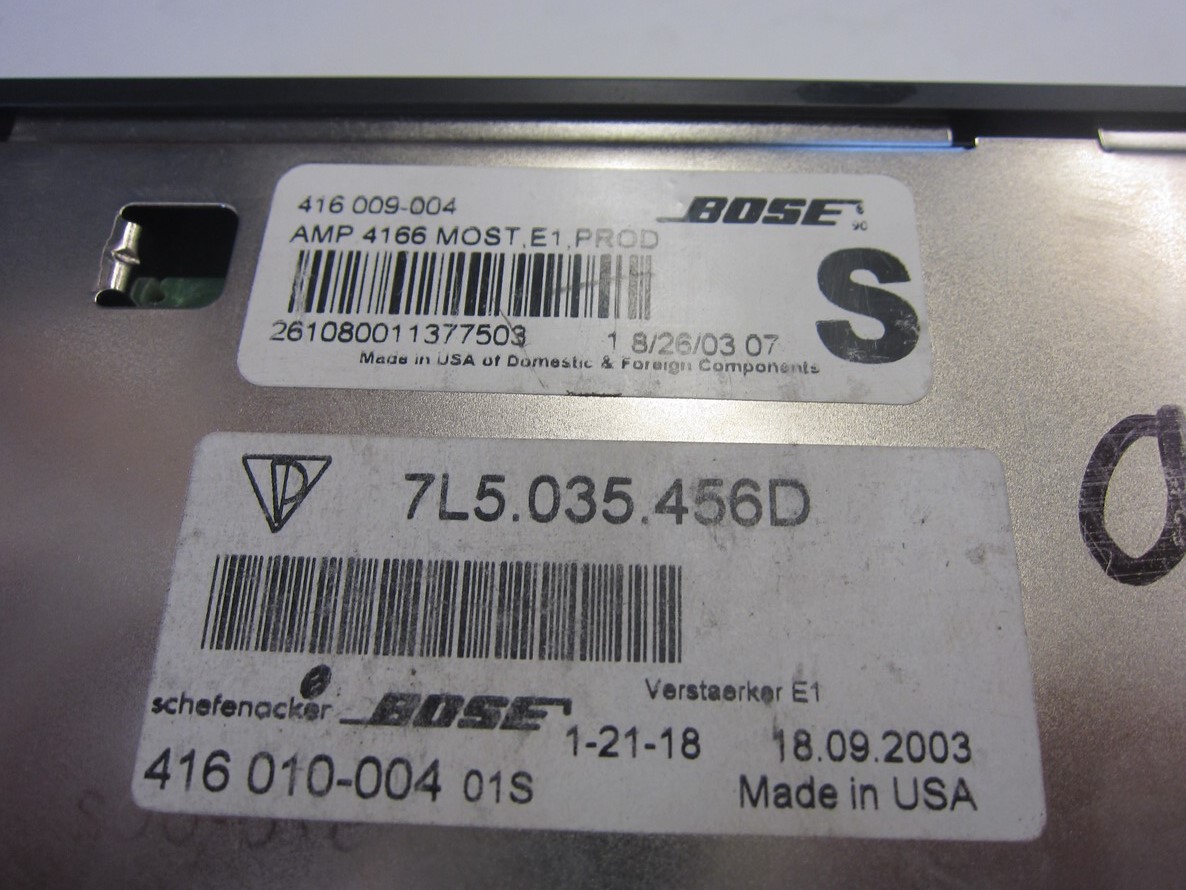 416 009-004
BOSE
AMP 4166 MOST,E1,PROD
S
261080011377503
1 8/26/03 07
Made in USA of Domestic & Foreign Components
7L5.035.456D
schefenacker
BOSE
Verstaerker E1
1-21-18
18.09.2003
416 010-004 01S
Made in USA